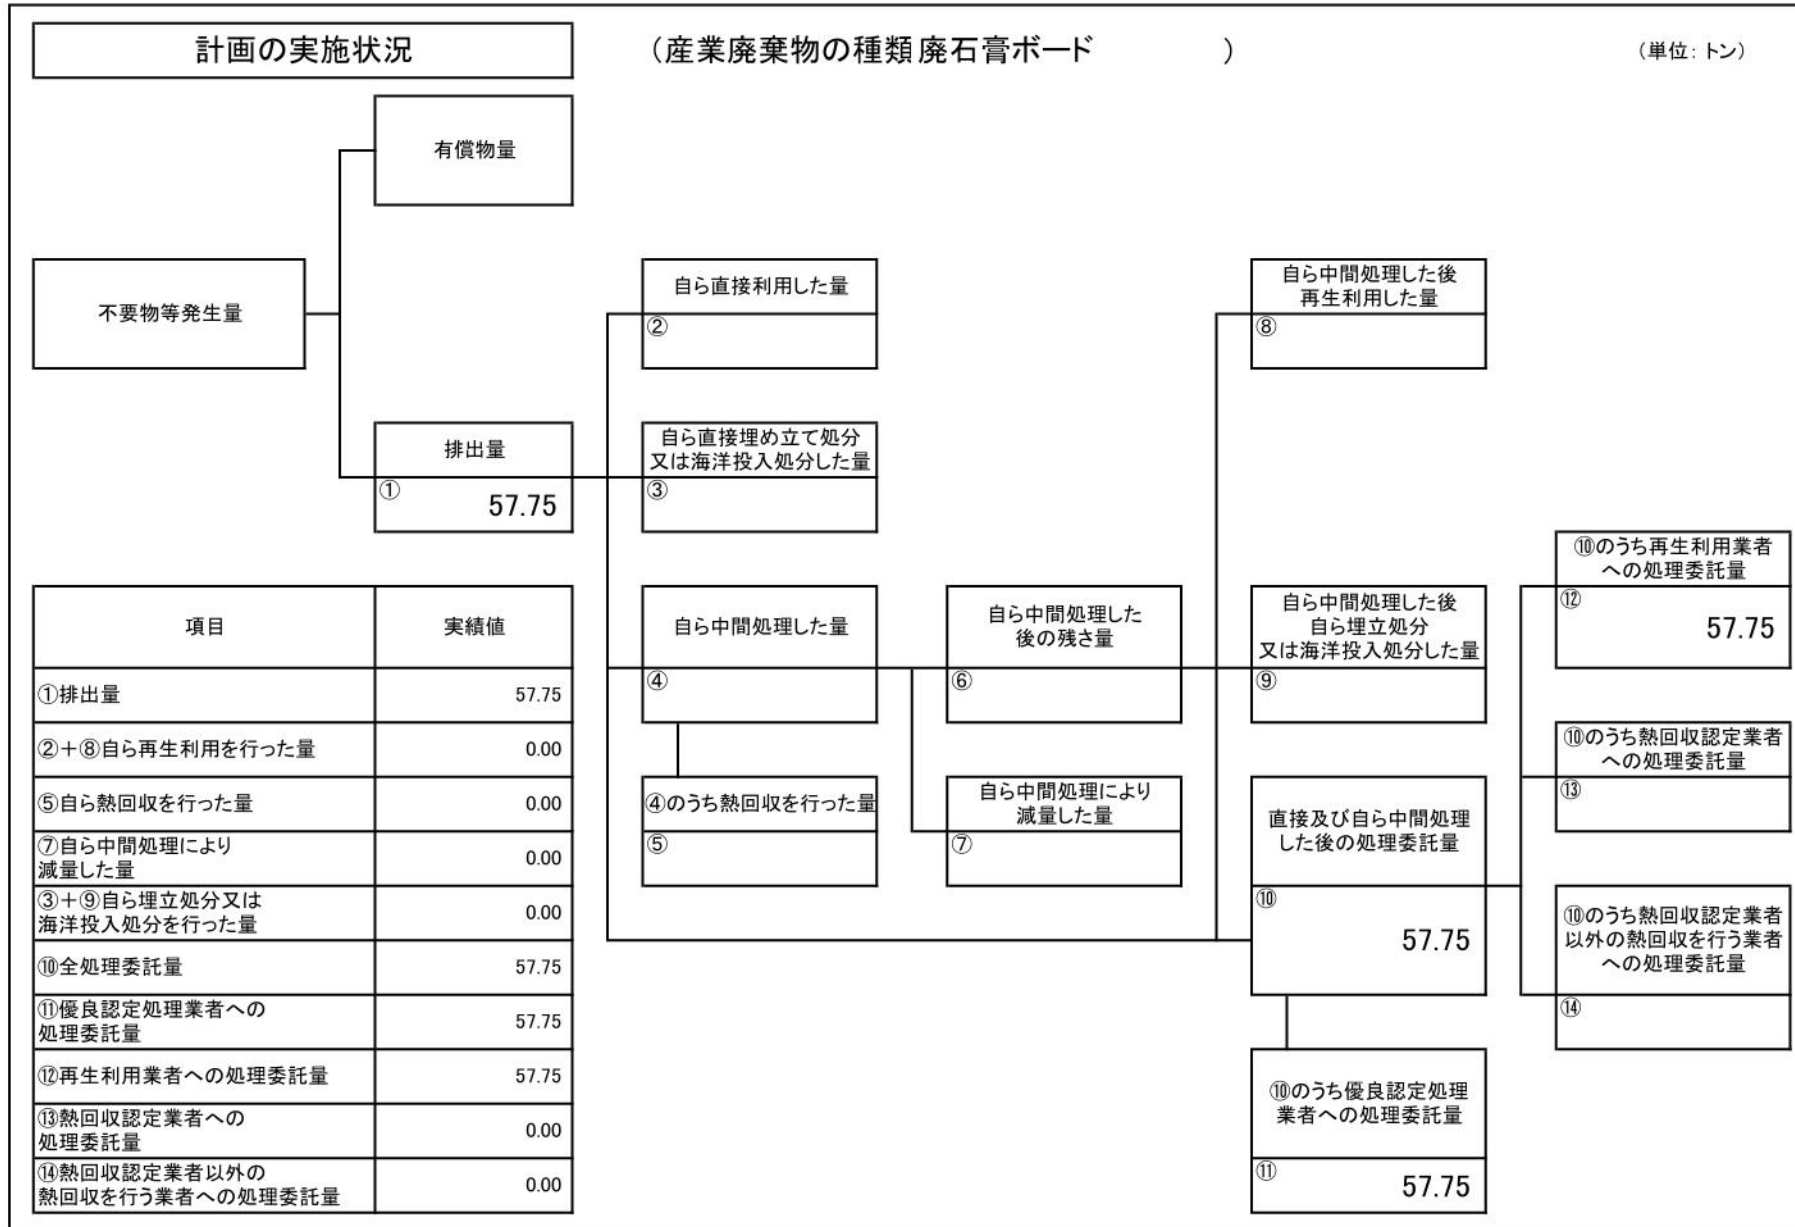 計画の実施状況
（産業廃棄物の種類 廃石膏ボード　　　　　）
（単位：トン）
有償物量
不要物等発生量
自ら直接利用した量
②
自ら中間処理した後
再生利用した量
⑧
排出量
①
57.75
自ら直接埋め立て処分
又は海洋投入処分した量
③
⑩のうち再生利用業者
への処理委託量
⑫
57.75
自ら中間処理した量
④
自ら中間処理した
後の残さ量
⑥
自ら中間処理した後
自ら埋立処分
又は海洋投入処分した量
⑨
⑩のうち熱回収認定業者
への処理委託量
⑬
④のうち熱回収を行った量
⑤
自ら中間処理により
減量した量
⑦
直接及び自ら中間処理
した後の処理委託量
⑩
57.75
⑩のうち熱回収認定業者
以外の熱回収を行う業者
への処理委託量
⑭
⑩のうち優良認定処理
業者への処理委託量
⑪
57.75
項目 実績値
①排出量 57.75
②＋⑧自ら再生利用を行った量 0.00
⑤自ら熱回収を行った量 0.00
⑦自ら中間処理により
減量した量 0.00
③＋⑨自ら埋立処分又は
海洋投入処分を行った量 0.00
⑩全処理委託量 57.75
⑪優良認定処理業者への
処理委託量 57.75
⑫再生利用業者への処理委託量 57.75
⑬熱回収認定業者への
処理委託量 0.00
⑭熱回収認定業者以外の
熱回収を行う業者への処理委託量 0.00